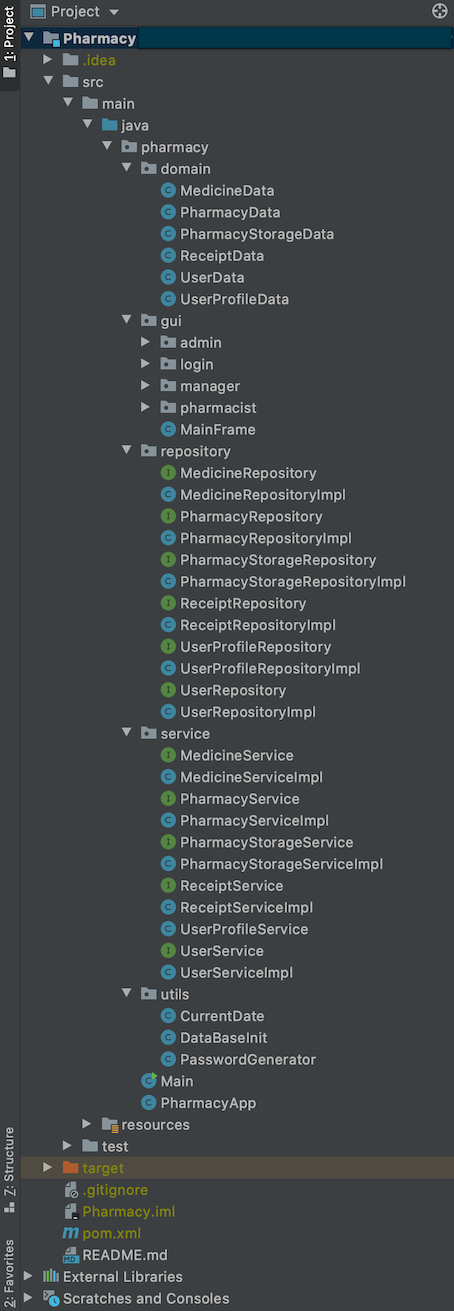 1: Project
Project
Pharmacy
.idea
src
main
java
pharmacy
domain
MedicineData
PharmacyData
PharmacyStorageData
ReceiptData
UserData
UserProfileData
gui
admin
login
manager
pharmacist
MainFrame
repository
MedicineRepository
MedicineRepositoryImpl
PharmacyRepository
PharmacyRepositoryImpl
PharmacyStorageRepository
PharmacyStorageRepositoryImpl
ReceiptRepository
ReceiptRepositoryImpl
UserProfileRepository
UserProfileRepositoryImpl
UserRepository
UserRepositoryImpl
service
MedicineService
MedicineServiceImpl
PharmacyService
PharmacyServiceImpl
PharmacyStorageService
PharmacyStorageServiceImpl
ReceiptService
ReceiptServiceImpl
UserProfileService
UserService
UserServiceImpl
utils
CurrentDate
DataBaseInit
PasswordGenerator
Main
PharmacyApp
resources
test
target
.gitignore
Pharmacy.iml
pom.xml
README.md
External Libraries
Scratches and Consoles
Z: Structure
2: Favorites